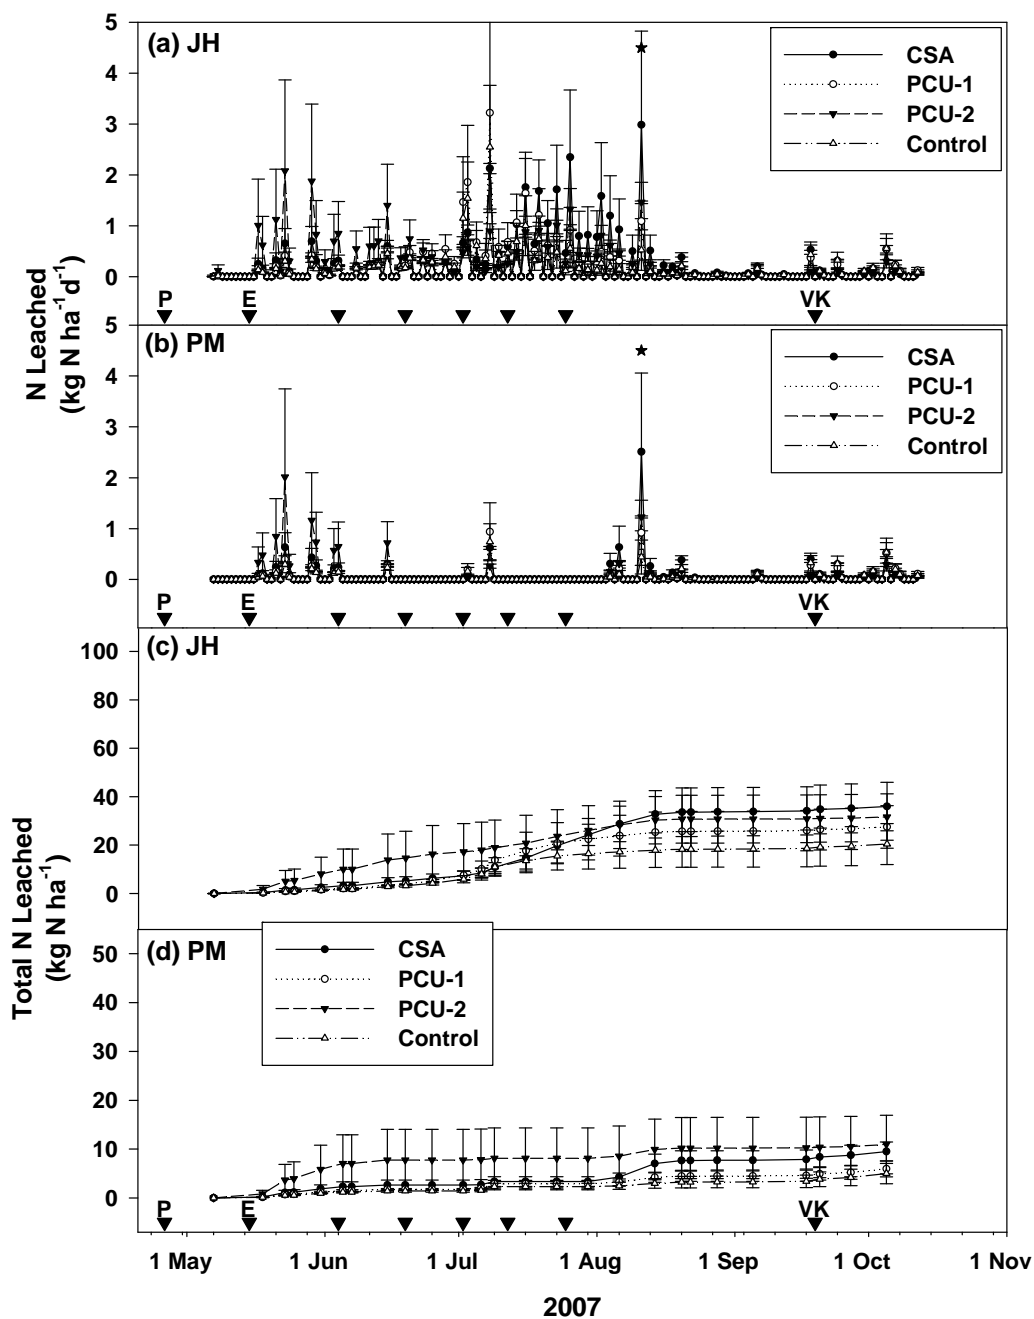 (a) JH
5
4
3
2
1
0
CSA
PCU-1
PCU-2
Control
P
E
VK
N Leached
(kg N ha⁻¹d⁻¹)
(b) PM
5
4
3
2
1
0
CSA
PCU-1
PCU-2
Control
P
E
VK
(c) JH
100
80
60
40
20
0
Total N Leached
(kg N ha⁻¹)
(d) PM
50
40
30
20
10
0
CSA
PCU-1
PCU-2
Control
P
E
VK
1 May
1 Jun
1 Jul
1 Aug
1 Sep
1 Oct
1 Nov
2007